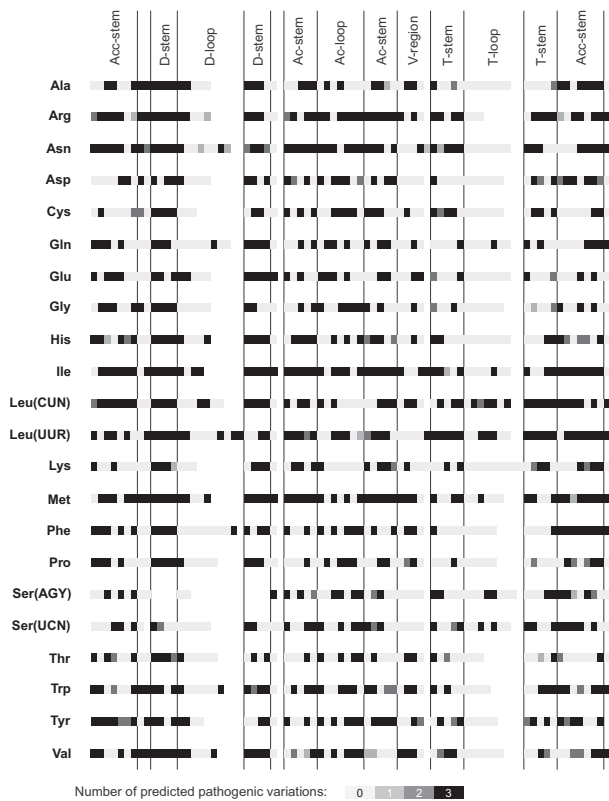 Acc-stem
D-stem
D-loop
D-stem
Ac-stem
Ac-loop
Ac-stem
V-region
T-stem
T-loop
T-stem
Acc-stem
Ala
Arg
Asn
Asp
Cys
Gln
Glu
Gly
His
Ile
Leu(CUN)
Leu(UUR)
Lys
Met
Phe
Pro
Ser(AGY)
Ser(UCN)
Thr
Trp
Tyr
Val
Number of predicted pathogenic variations: 0 1 2 3